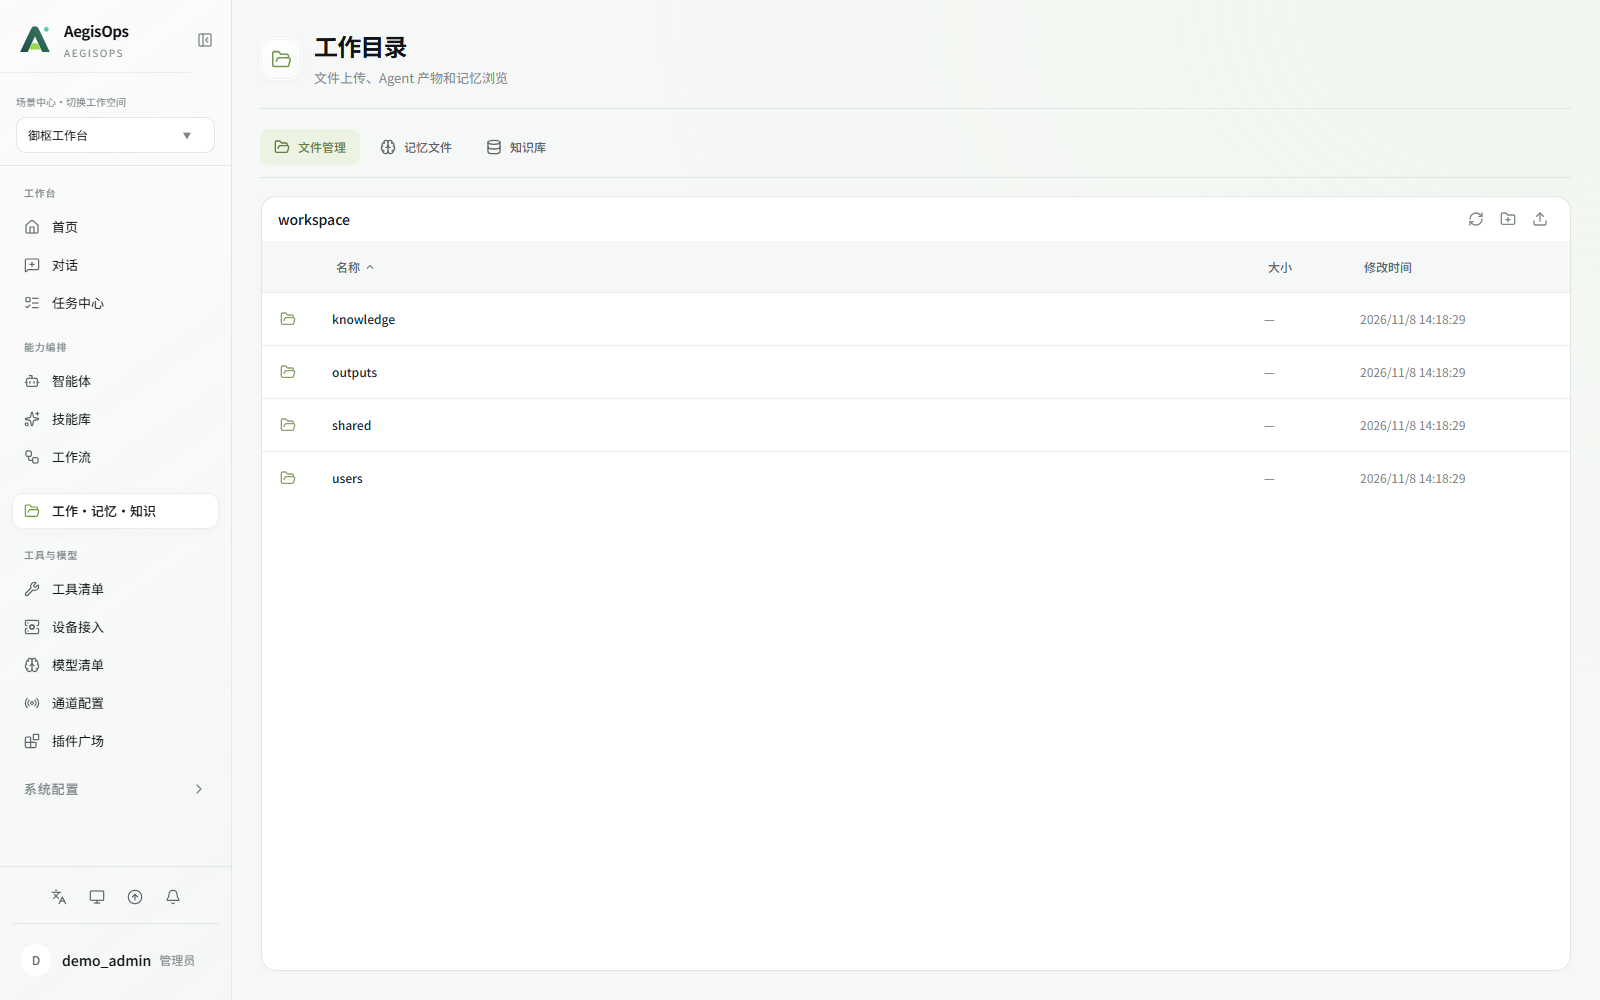 AegisOps
AEGISOPS
场景中心・切换工作空间
御枢工作台 ▼
工作台
首页
对话
任务中心
能力编排
智能体
技能库
工作流
工作・记忆・知识
工具与模型
工具清单
设备接入
模型清单
通道配置
插件广场
系统配置
D demo_admin 管理员
工作目录
文件上传、Agent 产物和记忆浏览
文件管理 记忆文件 知识库
workspace
名称 大小 修改时间
knowledge — 2026/11/8 14:18:29
outputs — 2026/11/8 14:18:29
shared — 2026/11/8 14:18:29
users — 2026/11/8 14:18:29